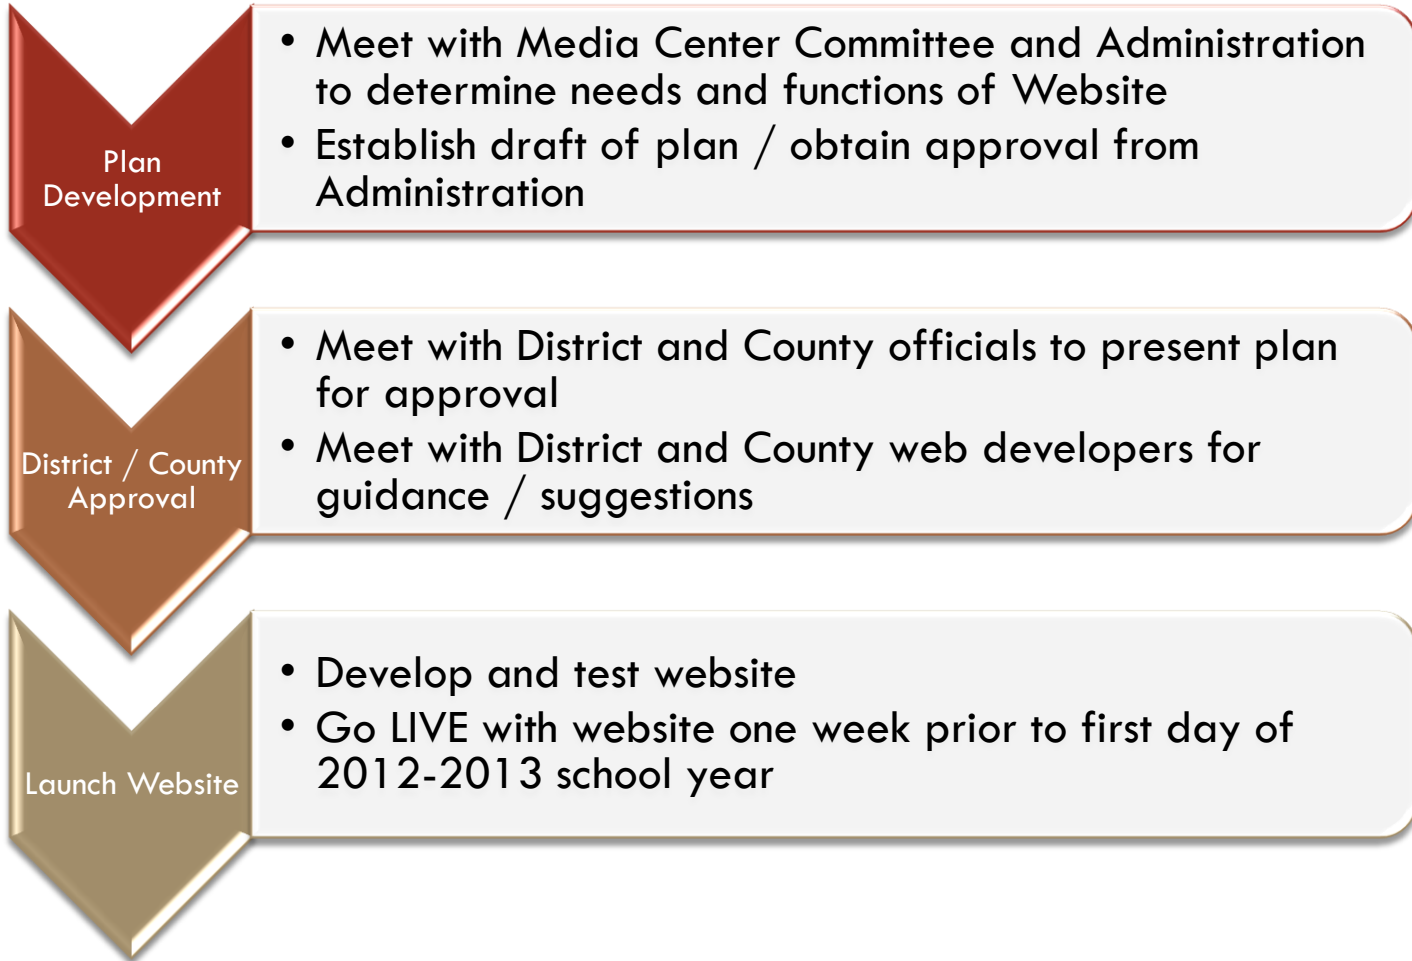 Plan
Development
• Meet with Media Center Committee and Administration
to determine needs and functions of Website
• Establish draft of plan / obtain approval from
Administration
District / County
Approval
• Meet with District and County officials to present plan
for approval
• Meet with District and County web developers for
guidance / suggestions
Launch Website
• Develop and test website
• Go LIVE with website one week prior to first day of
2012-2013 school year